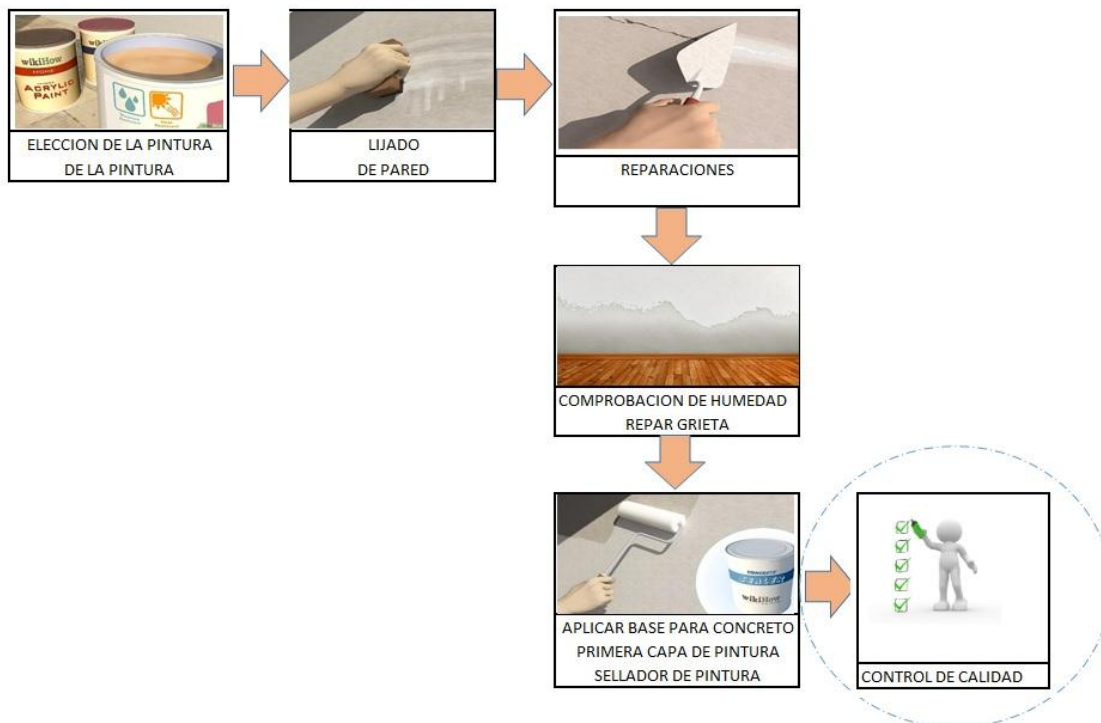 wikiHow
ACRYLIC
PAINT
ELECCION DE LA PINTURA
DE LA PINTURA
LIJADO
DE PARED
REPARACIONES
COMPROBACION DE HUMEDAD
REPAR GRIETA
SEALER
wikiHow
APLICAR BASE PARA CONCRETO
PRIMERA CAPA DE PINTURA
SELLADOR DE PINTURA
CONTROL DE CALIDAD